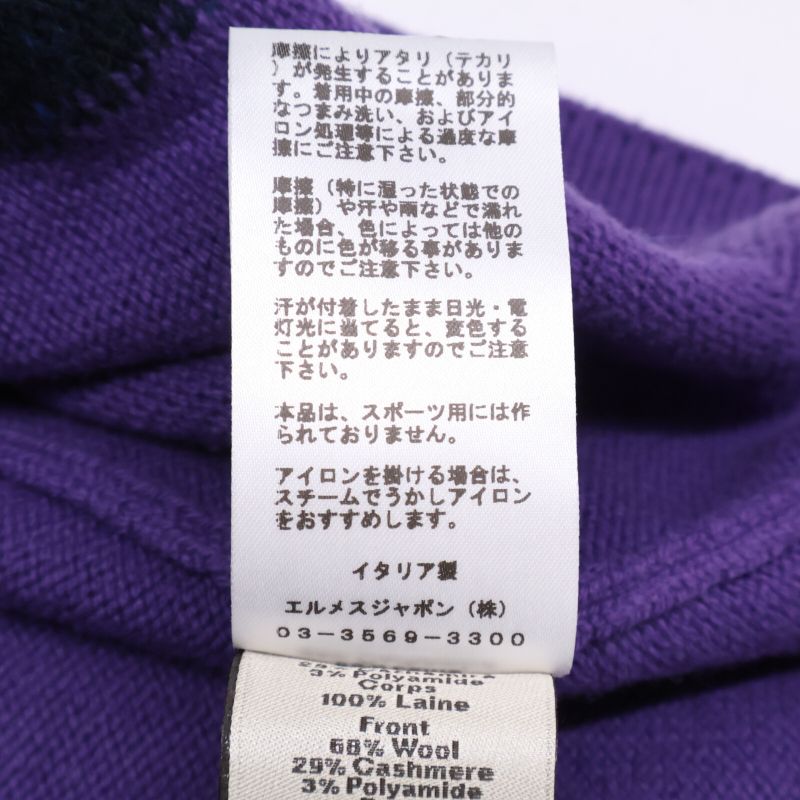 摩擦によりアタリ（テカリ
）が発生することがありま
す。着用中の摩擦、部分的
なつまみ洗い、およびアイ
ロン処理等による過度な摩
擦にご注意下さい。
摩擦（特に湿った状態での
摩擦）や汗や雨などで濡れ
た場合、色によっては他の
ものに色が移る事がありま
すのでご注意下さい。
汗が付着したまま日光・電
灯光に当てると、変色する
ことがありますのでご注意
下さい。
本品は、スポーツ用には作
られておりません。
アイロンを掛ける場合は、
スチームでうかしアイロン
をおすすめします。
イタリア製
エルメスジャポン（株）
03-3569-3300
3% Polyamide
Corps
100% Laine
Front
68% Wool
29% Cashmere
3% Polyamide